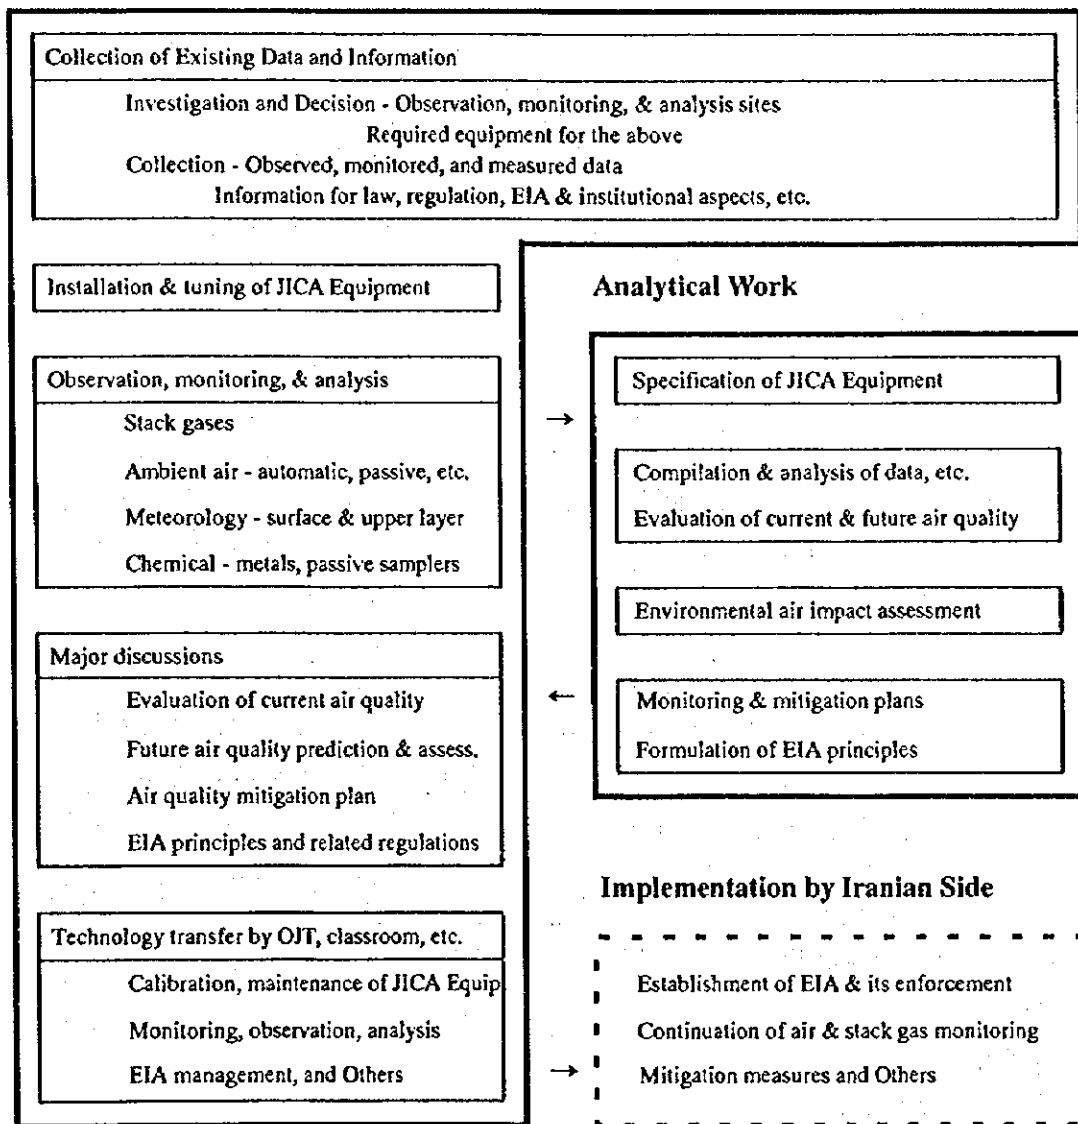 Collection of Existing Data and Information
Investigation and Decision - Observation, monitoring, & analysis sites
Required equipment for the above
Collection - Observed, monitored, and measured data
Information for law, regulation, EIA & institutional aspects, etc.
Installation & tuning of JICA Equipment
Observation, monitoring, & analysis
Stack gases
Ambient air - automatic, passive, etc.
Meteorology - surface & upper layer
Chemical - metals, passive samplers
Major discussions
Evaluation of current air quality
Future air quality prediction & assess.
Air quality mitigation plan
EIA principles and related regulations
Technology transfer by OJT, classroom, etc.
Calibration, maintenance of JICA Equip
Monitoring, observation, analysis
EIA management, and Others
→
←
→
Analytical Work
Specification of JICA Equipment
Compilation & analysis of data, etc.
Evaluation of current & future air quality
Environmental air impact assessment
Monitoring & mitigation plans
Formulation of EIA principles
Implementation by Iranian Side
Establishment of EIA & its enforcement
Continuation of air & stack gas monitoring
Mitigation measures and Others